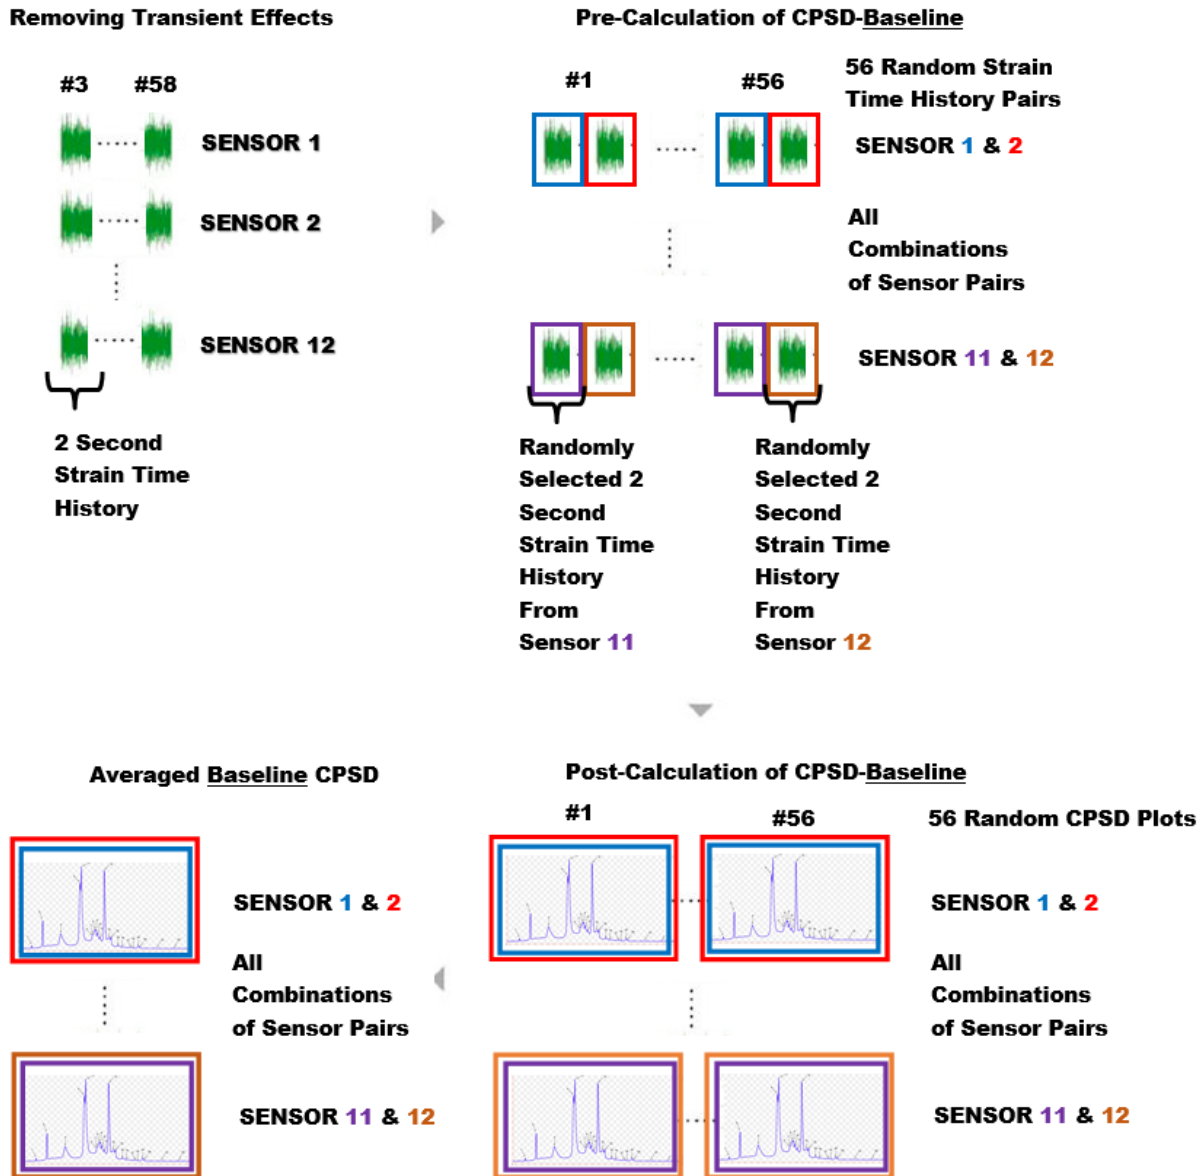 Removing Transient Effects
#3 #58
SENSOR 1
SENSOR 2
SENSOR 12
2 Second
Strain Time
History
Pre-Calculation of CPSD-Baseline
#1 #56
56 Random Strain
Time History Pairs
SENSOR 1 & 2
All
Combinations
of Sensor Pairs
SENSOR 11 & 12
Randomly
Selected 2
Second
Strain Time
History
From
Sensor 11
Randomly
Selected 2
Second
Strain Time
History
From
Sensor 12
Averaged Baseline CPSD
SENSOR 1 & 2
All
Combinations
of Sensor Pairs
SENSOR 11 & 12
Post-Calculation of CPSD-Baseline
#1 #56
56 Random CPSD Plots
SENSOR 1 & 2
All
Combinations
of Sensor Pairs
SENSOR 11 & 12